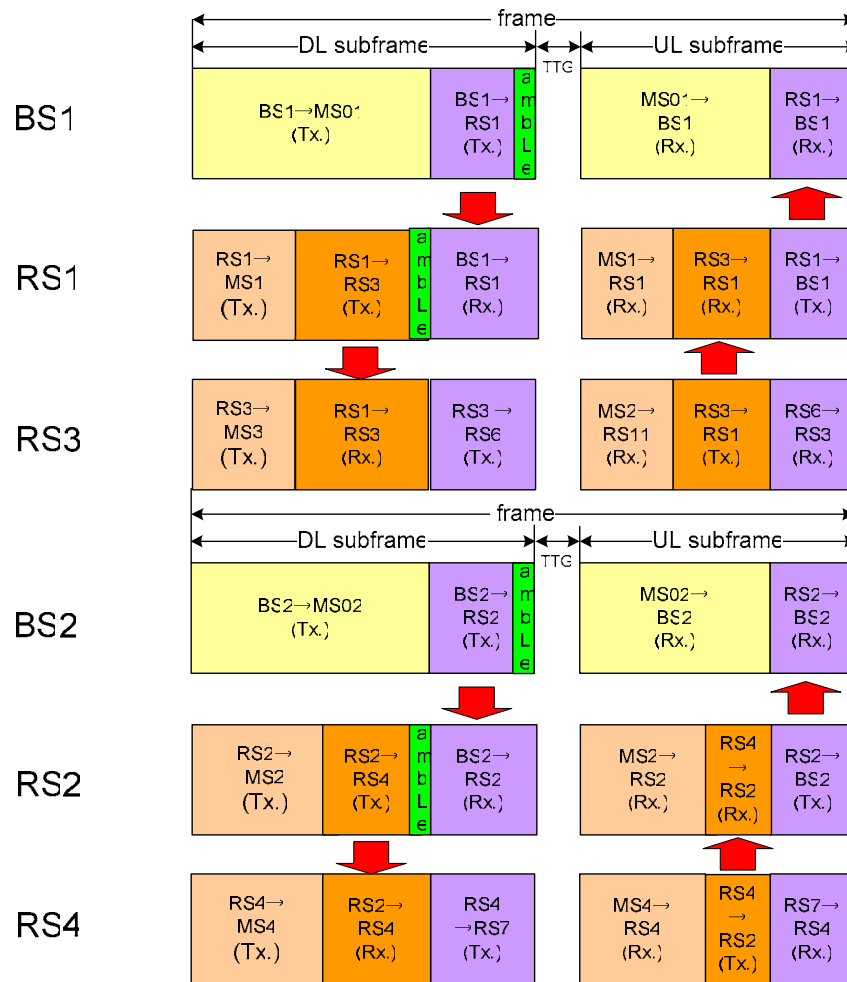 frame
DL subframe
TTG
UL subframe
BS1
BS1→MS01
(Tx.)
BS1→
RS1
(Tx.)
a
m
b
L
e
MS01→
BS1
(Rx.)
RS1→
BS1
(Rx.)
RS1
RS1→
MS1
(Tx.)
RS1→
RS3
(Tx.)
a
m
b
L
e
BS1→
RS1
(Rx.)
MS1→
RS1
(Rx.)
RS3→
RS1
(Rx.)
RS1→
BS1
(Tx.)
RS3
RS3→
MS3
(Tx.)
RS1→
RS3
(Rx.)
RS3 →
RS6
(Tx.)
MS2→
RS11
(Rx.)
RS3→
RS1
(Tx.)
RS6→
RS3
(Rx.)
frame
DL subframe
TTG
UL subframe
BS2
BS2→MS02
(Tx.)
BS2→
RS2
(Tx.)
a
m
b
L
e
MS02→
BS2
(Rx.)
RS2→
BS2
(Rx.)
RS2
RS2→
MS2
(Tx.)
RS2→
RS4
(Tx.)
a
m
b
L
e
BS2→
RS2
(Rx.)
MS2→
RS2
(Rx.)
RS4
→
RS2
(Rx.)
RS2→
BS2
(Tx.)
RS4
RS4→
MS4
(Tx.)
RS2→
RS4
(Rx.)
RS4
→RS7
(Tx.)
MS4→
RS4
(Rx.)
RS4
→
RS2
(Tx.)
RS7→
RS4
(Rx.)